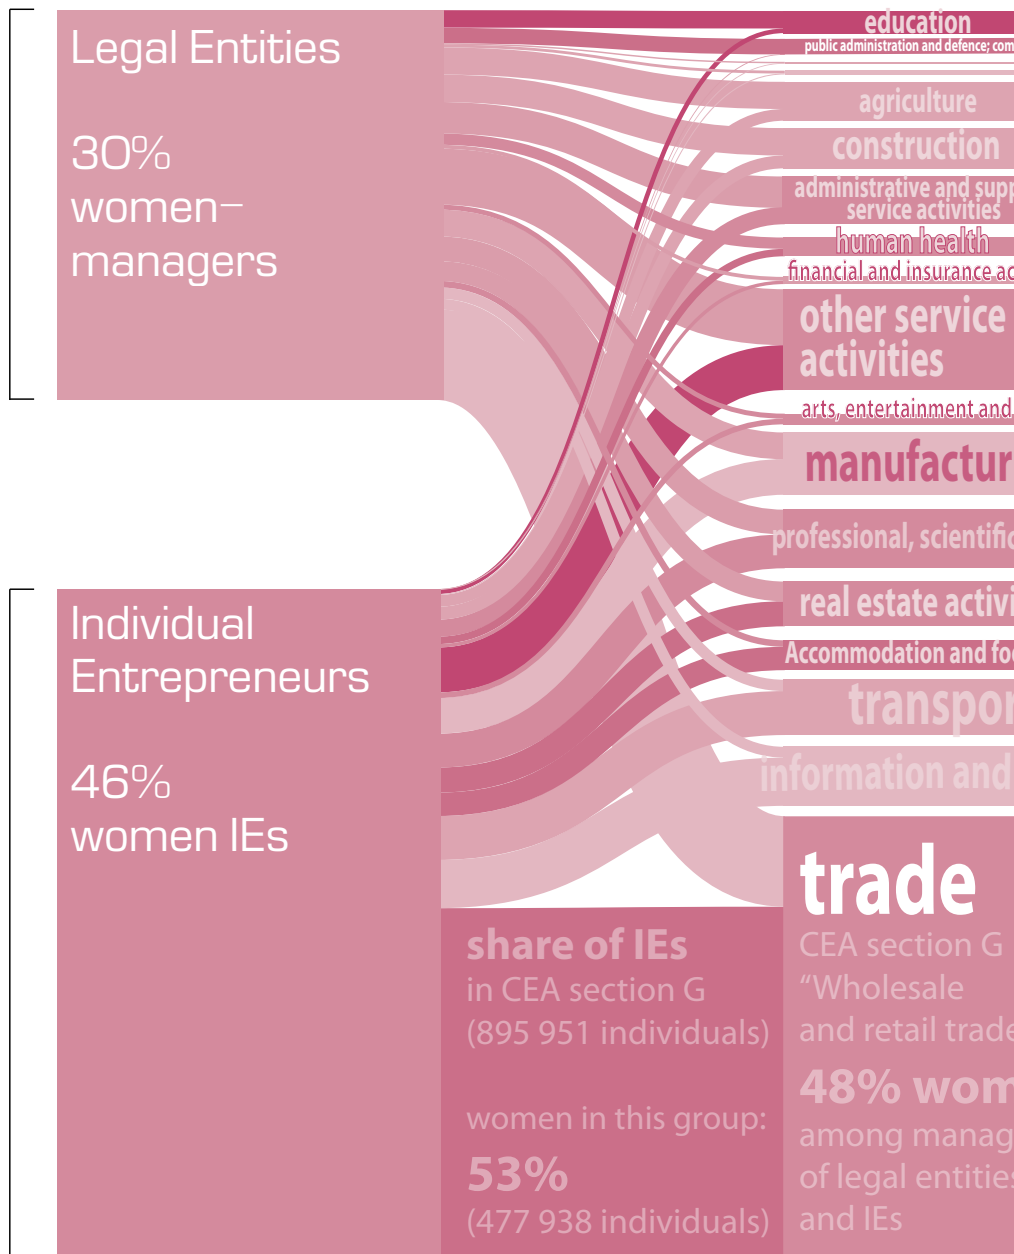 Legal Entities
30%
women–
managers
Individual
Entrepreneurs
46%
women IEs
education
public administration and defence; com
agriculture
construction
administrative and supp
service activities
human health
financial and insurance ac
other service
activities
arts, entertainment and
manufactur
professional, scientific
real estate activi
Accommodation and foo
transpor
information and
share of IEs
in CEA section G
(895 951 individuals)
women in this group:
53%
(477 938 individuals)
trade
CEA section G
“Wholesale
and retail trade
48% wom
among manag
of legal entities
and IEs